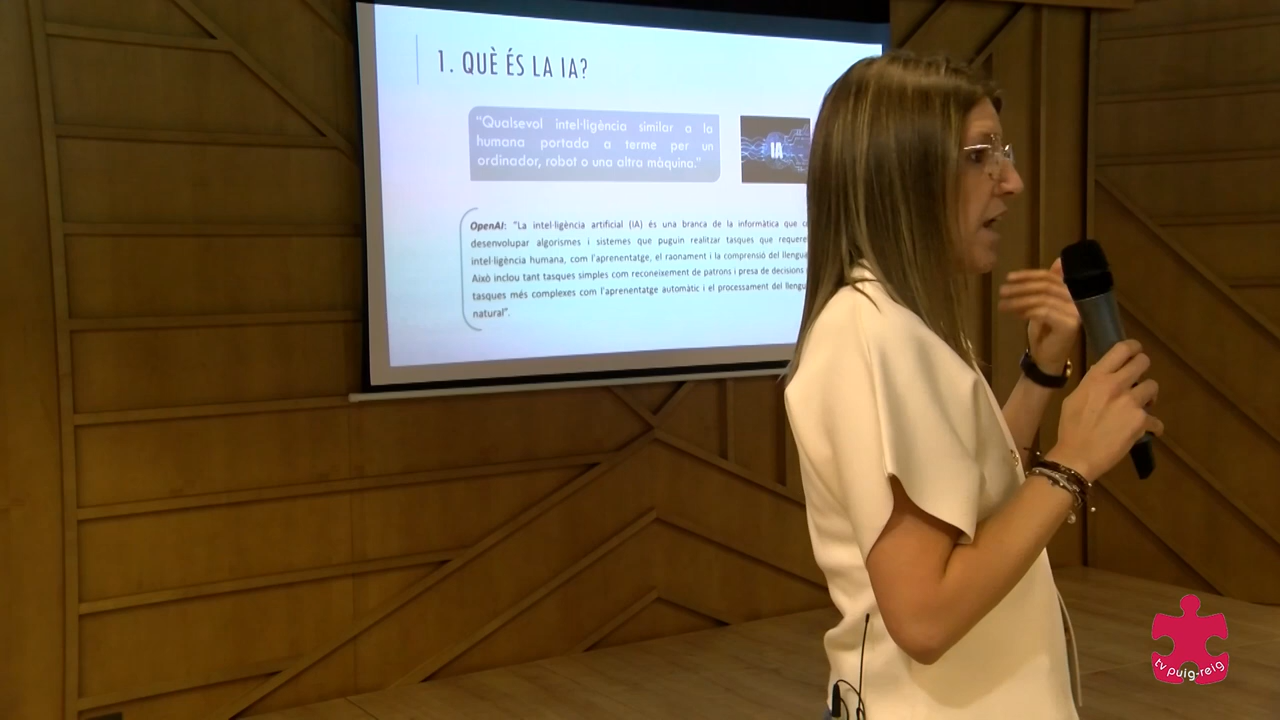 1. QUÈ ÉS LA IA?
"Qualsevol intel·ligència similar a la
humana portada a terme per un
ordinador, robot o una altra màquina."
IA
OpenAI: "La intel·ligència artificial (IA) és una branca de la informàtica que
desenvolupar algorismes i sistemes que puguin realitzar tasques que
intel·ligència humana, com l'aprenentatge, el raonament i la comprensió del
Això inclou tant tasques simples com reconeixement de patrons i presa de decisions
tasques més complexes com l'aprenentatge automàtic i el processament del
natural".
tv puig-reig